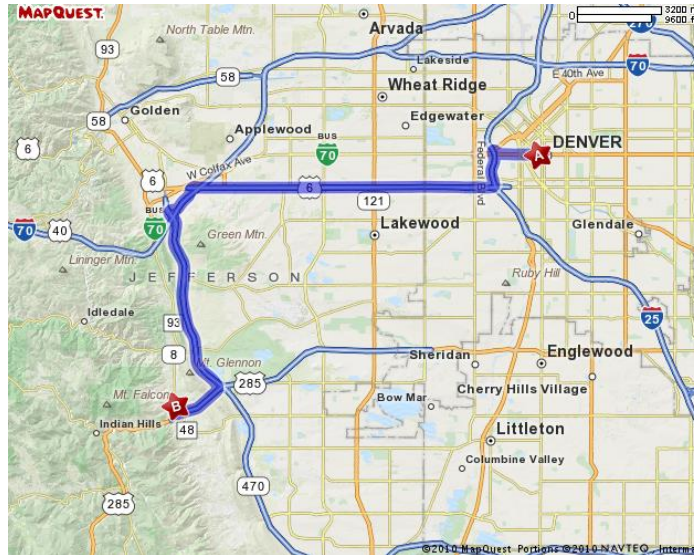 MAPQUEST.
3200 m
9600 f
270
93
North Table Mtn.
Arvada
Lakeside
70
E 40th Ave
58
58
Golden
Wheat Ridge
Edgewater
Applewood
BUS
70
DENVER
A
6
W Colfax Ave
6
6
121
Federal Blvd
BUS
70
70
40
Green Mtn.
Lakewood
Glendale
Lininger Mtn.
JEFFERSON
Ruby Hill
Idledale
93
25
8
Mt. Glennon
Sheridan
Englewood
285
Cherry Hills Village
Mt. Falcon
B
Bow Mar
Indian Hills
48
Littleton
Columbine Valley
285
470
©2010 MapQuest Portions ©2010 NAVTEQ, Interm